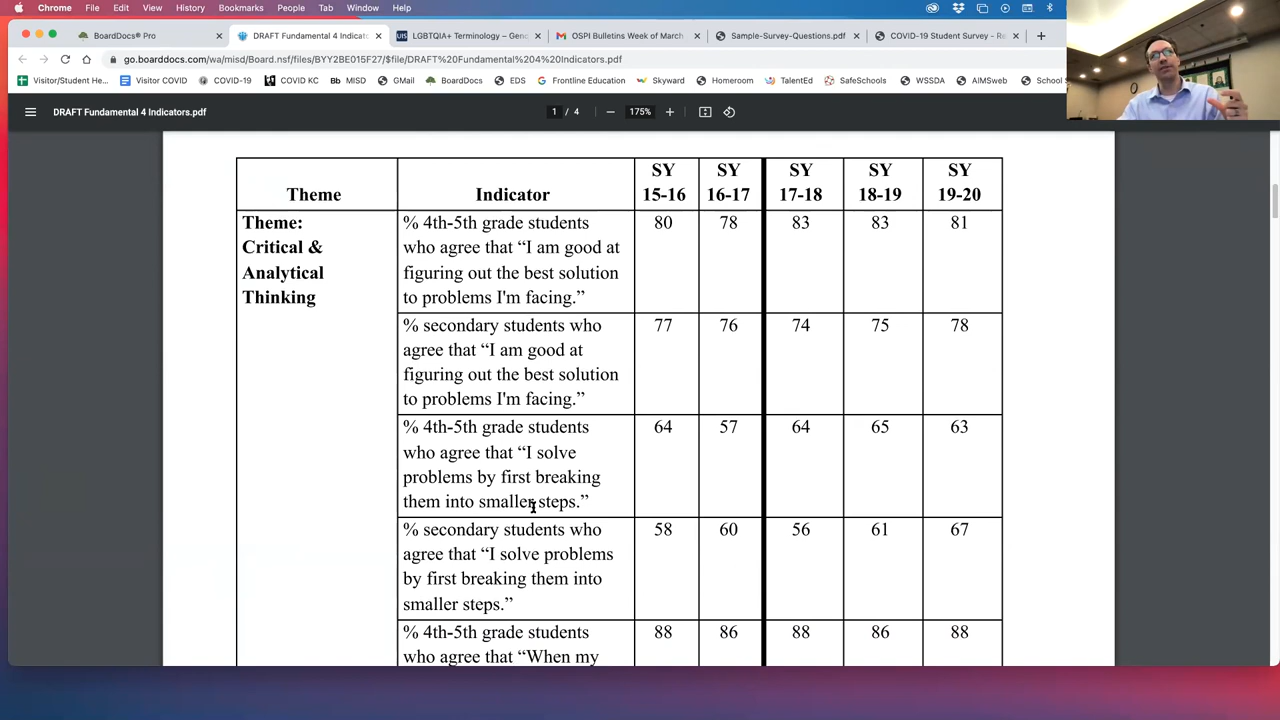 Chrome File Edit View History Bookmarks People Tab Window Help
BoardDocs® Pro DRAFT Fundamental 4 Indicato LGBTQIA+ Terminology – Gend OSPI Bulletins Week of March Sample-Survey-Questions.pdf COVID-19 Student Survey - Re
go.boarddocs.com/wa/misd/Board.nsf/files/BYY2BE015F27/$file/DRAFT%20Fundamental%204%20Indicators.pdf
Visitor/Student He... Visitor COVID COVID-19 COVID KC Bb MISD GMail BoardDocs EDS Frontline Education Skyward Homeroom TalentEd SafeSchools WSSDA AIMSweb School
DRAFT Fundamental 4 Indicators.pdf 1 / 4 175%
SY SY SY SY SY
Theme Indicator 15-16 16-17 17-18 18-19 19-20
Theme: % 4th-5th grade students 80 78 83 83 81
Critical & who agree that “I am good at
Analytical figuring out the best solution
Thinking to problems I'm facing.”
% secondary students who 77 76 74 75 78
agree that “I am good at
figuring out the best solution
to problems I'm facing.”
% 4th-5th grade students 64 57 64 65 63
who agree that “I solve
problems by first breaking
them into smaller steps.”
% secondary students who 58 60 56 61 67
agree that “I solve problems
by first breaking them into
smaller steps.”
% 4th-5th grade students 88 86 88 86 88
who agree that “When my